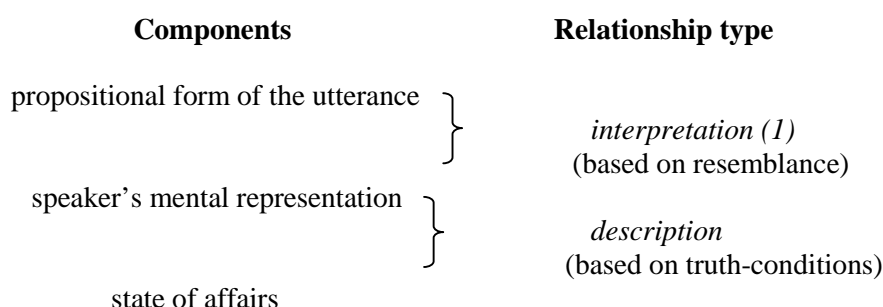 Components Relationship type
propositional form of the utterance
interpretation (1)
(based on resemblance)
speaker’s mental representation
description
(based on truth-conditions)
state of affairs